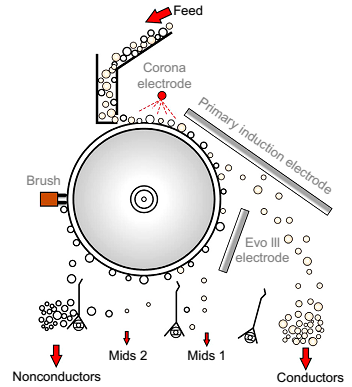 Feed
Corona
electrode
Primary induction electrode
Brush
Evo III
electrode
Mids 2
Mids 1
Nonconductors
Conductors